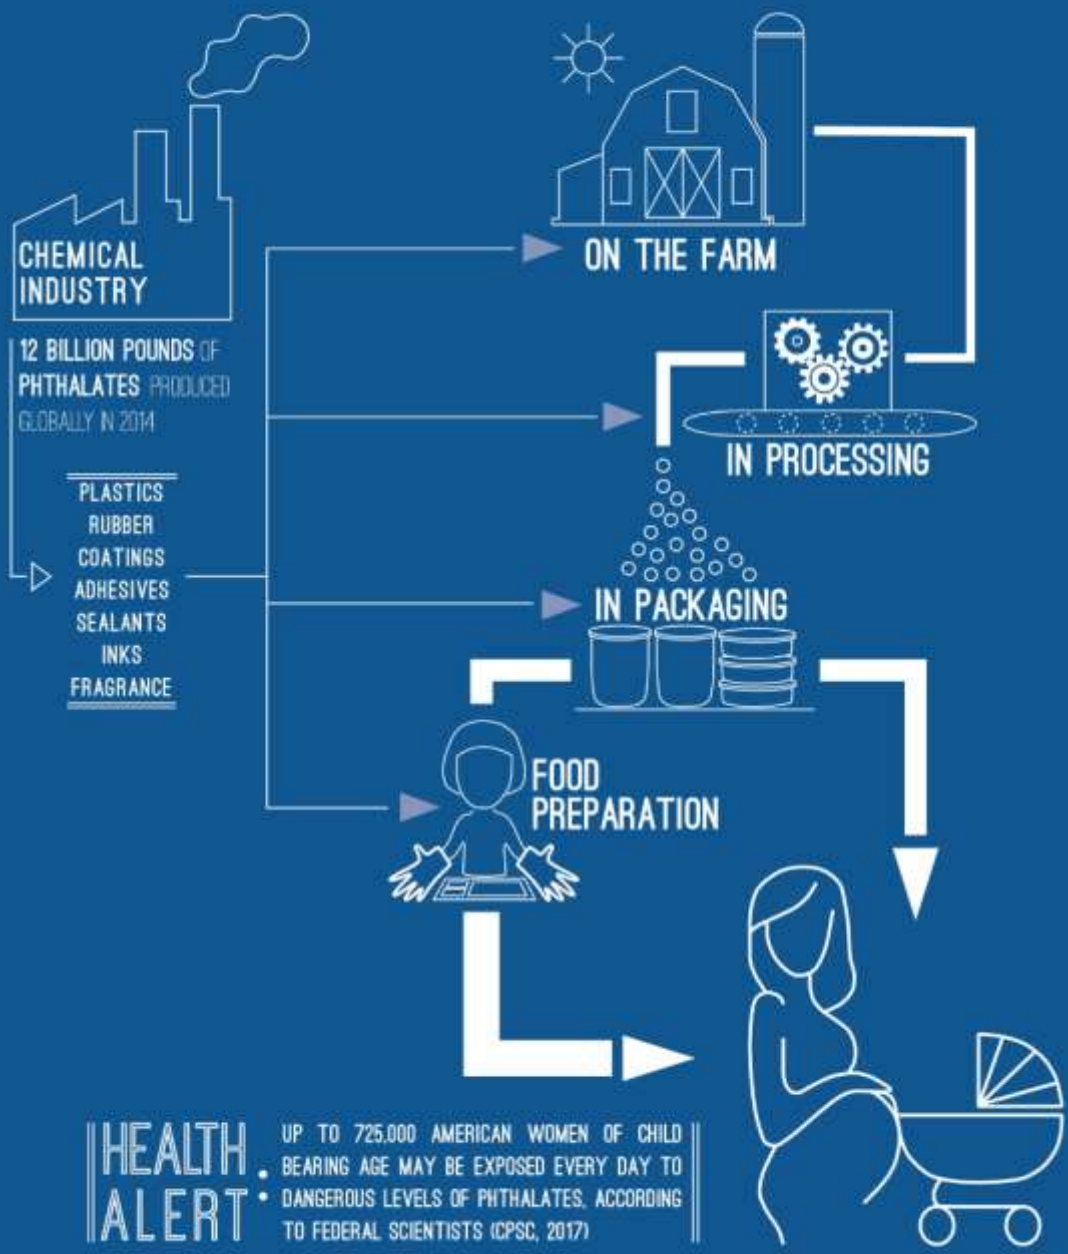 CHEMICAL
INDUSTRY
12 BILLION POUNDS OF
PHTHALATES PRODUCED
GLOBALLY IN 2014
PLASTICS
RUBBER
COATINGS
ADHESIVES
SEALANTS
INKS
FRAGRANCE
ON THE FARM
IN PROCESSING
IN PACKAGING
FOOD
PREPARATION
HEALTH
ALERT:
UP TO 725,000 AMERICAN WOMEN OF CHILD
BEARING AGE MAY BE EXPOSED EVERY DAY TO
DANGEROUS LEVELS OF PHTHALATES, ACCORDING
TO FEDERAL SCIENTISTS (CPSC, 2017)